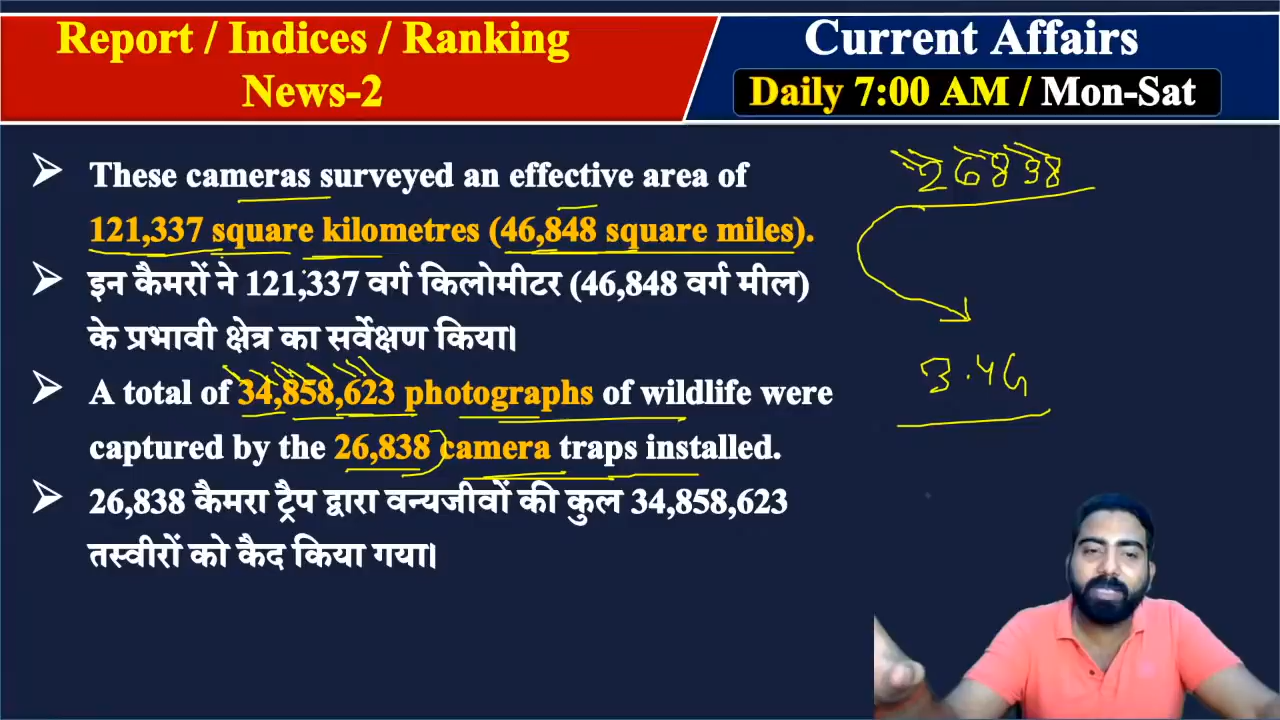 Report / Indices / Ranking
News-2
Current Affairs
Daily 7:00 AM / Mon-Sat
These cameras surveyed an effective area of
121,337 square kilometres (46,848 square miles).
इन कैमरों ने 121,337 वर्ग किलोमीटर (46,848 वर्ग मील)
के प्रभावी क्षेत्र का सर्वेक्षण किया।
A total of 34,858,623 photographs of wildlife were
captured by the 26,838 camera traps installed.
26,838 कैमरा ट्रैप द्वारा वन्यजीवों की कुल 34,858,623
तस्वीरों को कैद किया गया।
26838